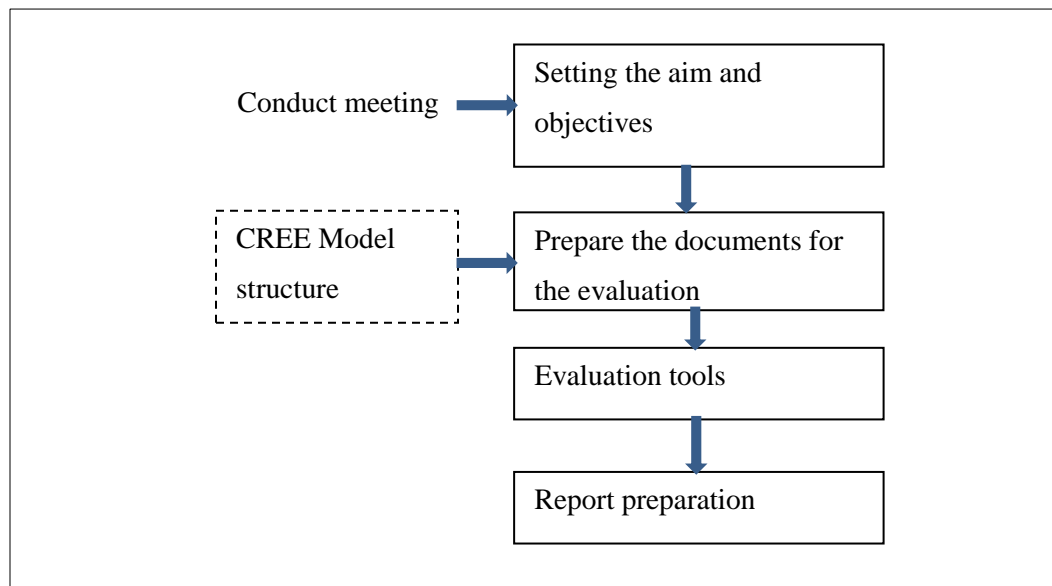 Setting the aim and
objectives
Conduct meeting
CREE Model
structure
Prepare the documents for
the evaluation
Evaluation tools
Report preparation